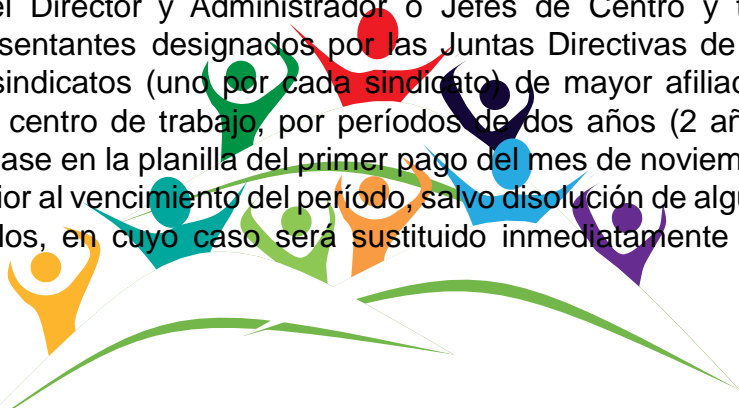 el Director y Administrador o Jefes de Centro y
sentantes designados por las Juntas Directivas de
sindicatos (uno por cada sindicato) de mayor afiliac
centro de trabajo, por períodos de dos años (2 añ
ase en la planilla del primer pago del mes de noviem
ior al vencimiento del período, salvo disolución de algu
los, en cuyo caso será sustituido inmediatamente